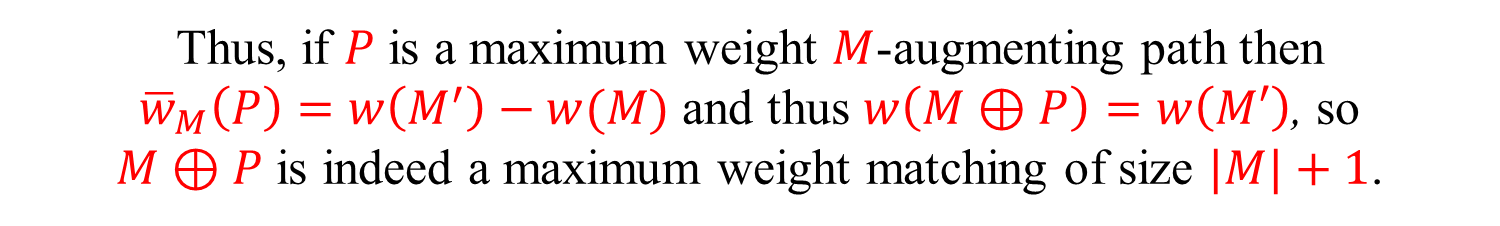 Thus, if 𝑃 is a maximum weight 𝑀-augmenting path then
𝑤̅_𝑀(𝑃) = 𝑤(𝑀′) − 𝑤(𝑀) and thus 𝑤(𝑀 ⊕ 𝑃) = 𝑤(𝑀′), so
𝑀 ⊕ 𝑃 is indeed a maximum weight matching of size |𝑀| + 1.